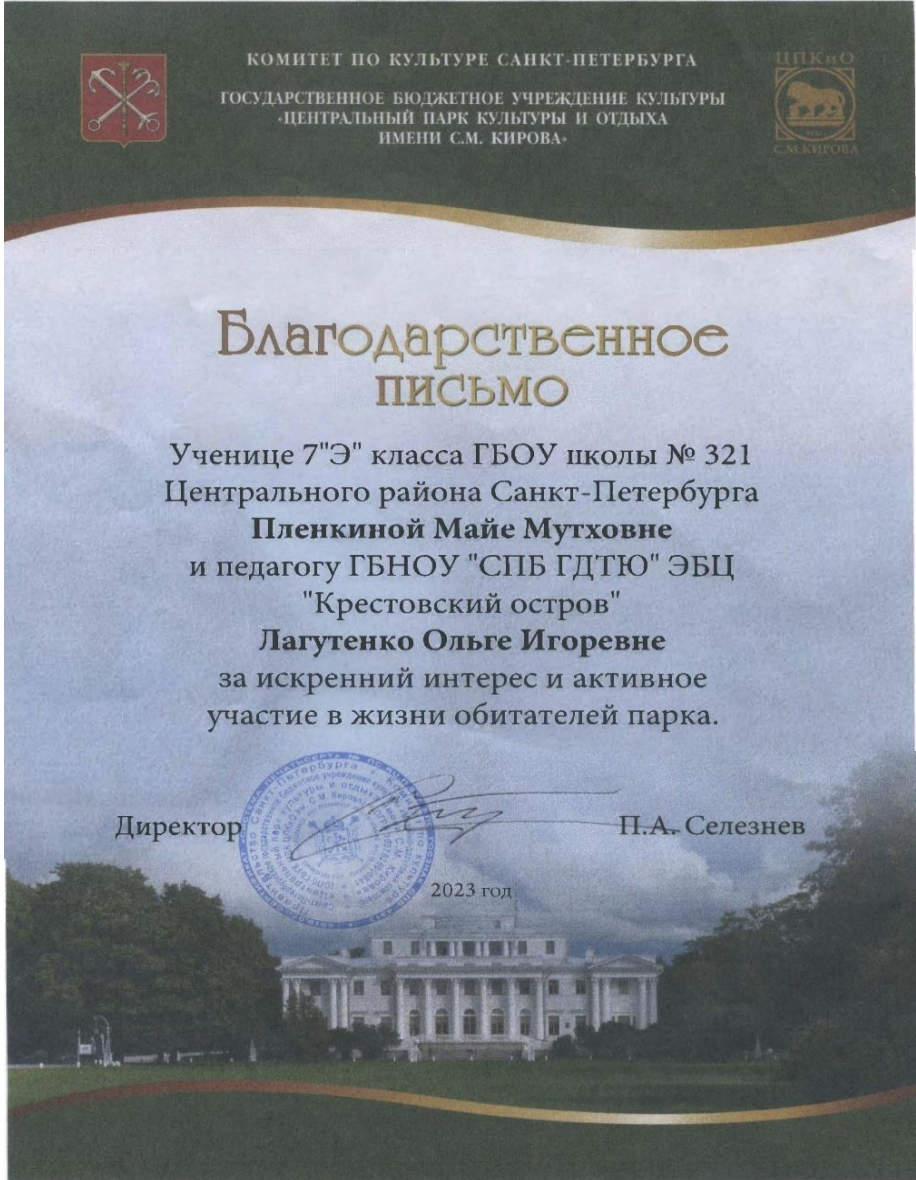 КОМИТЕТ ПО КУЛЬТУРЕ САНКТ-ПЕТЕРБУРГА
ГОСУДАРСТВЕННОЕ БЮДЖЕТНОЕ УЧРЕЖДЕНИЕ КУЛЬТУРЫ
«ЦЕНТРАЛЬНЫЙ ПАРК КУЛЬТУРЫ И ОТДЫХА
ИМЕНИ С.М. КИРОВА»
ЦПКиО
С.М.КИРОВА
Благодарственное
письмо
Ученице 7"Э" класса ГБОУ школы № 321
Центрального района Санкт-Петербурга
Пленкиной Майе Мутховне
и педагогу ГБНОУ "СПБ ГДТЮ" ЭБЦ
"Крестовский остров"
Лагутенко Ольге Игоревне
за искренний интерес и активное
участие в жизни обитателей парка.
Директор
П.А. Селезнев
2023 год